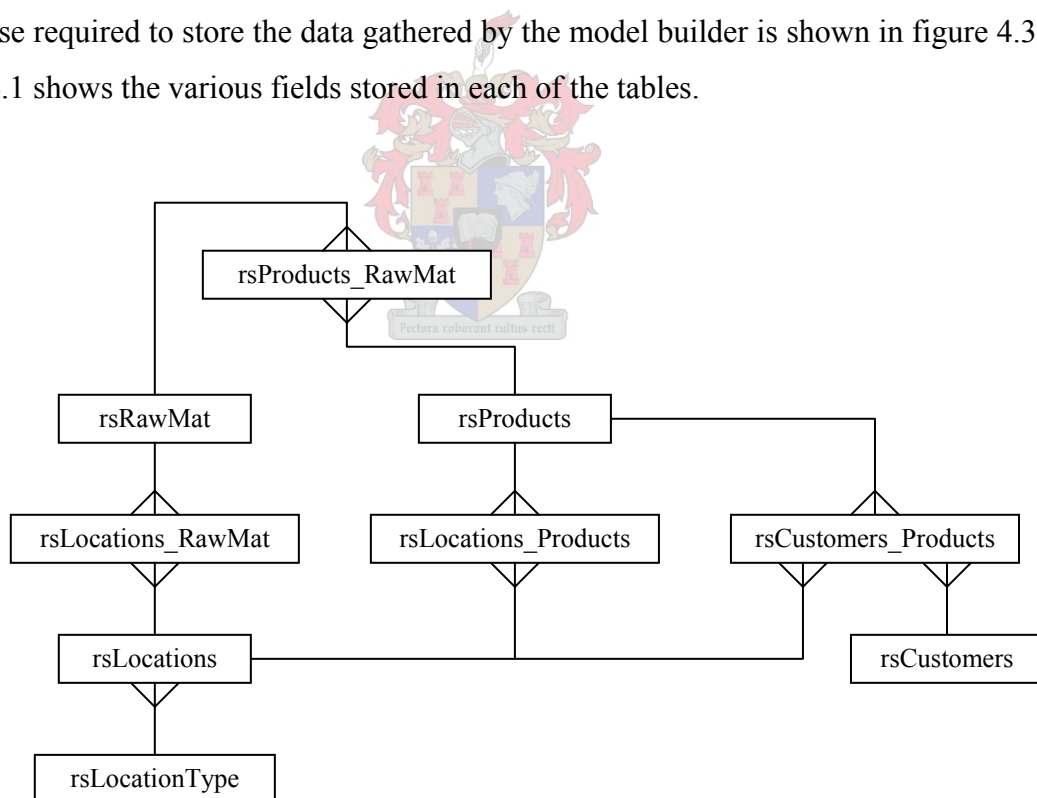 se required to store the data gathered by the model builder is shown in figure 4.3
.1 shows the various fields stored in each of the tables.
rsProducts_RawMat
Pectora roborant cultus recti
rsRawMat
rsProducts
rsLocations_RawMat
rsLocations_Products
rsCustomers_Products
rsLocations
rsCustomers
rsLocationType